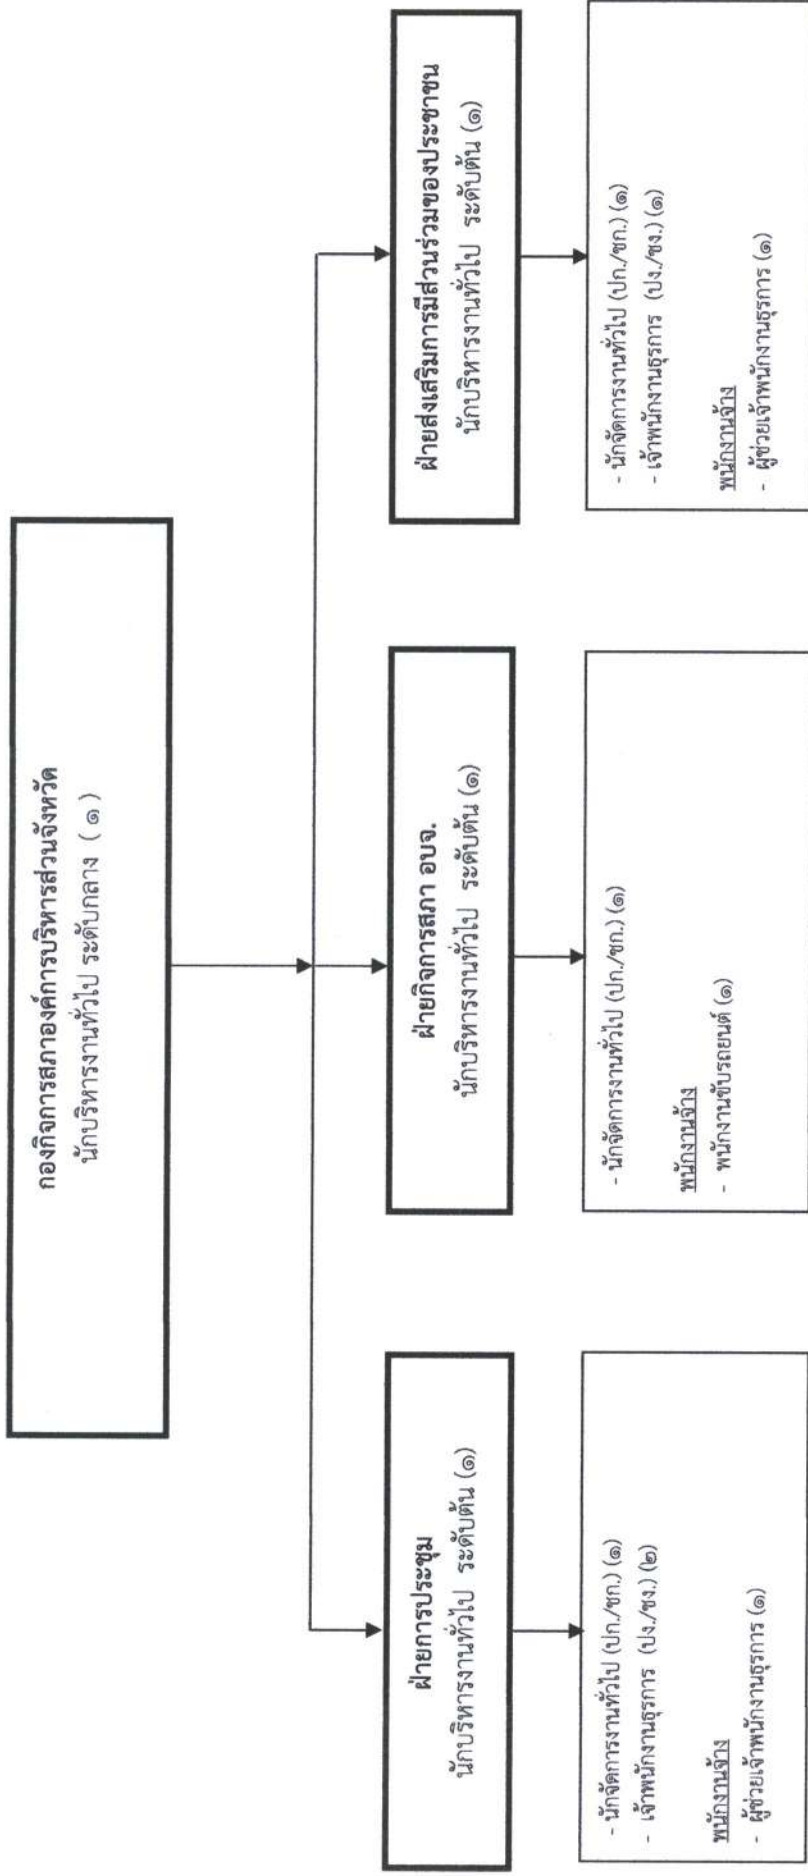 กองกิจการสภาองค์การบริหารส่วนจังหวัด
นักบริหารงานทั่วไป ระดับกลาง ( ๑ )
ฝ่ายการประชุม
นักบริหารงานทั่วไป ระดับต้น (๑)
- นักจัดการงานทั่วไป (ปก./ชก.) (๑)
- เจ้าพนักงานธุรการ (ปง./ชง.) (๒)
พนักงานจ้าง
- ผู้ช่วยเจ้าพนักงานธุรการ (๑)
ฝ่ายกิจการสภา อบจ.
นักบริหารงานทั่วไป ระดับต้น (๑)
- นักจัดการงานทั่วไป (ปก./ชก.) (๑)
พนักงานจ้าง
- พนักงานขับรถยนต์ (๑)
ฝ่ายส่งเสริมการมีส่วนร่วมของประชาชน
นักบริหารงานทั่วไป ระดับต้น (๑)
- นักจัดการงานทั่วไป (ปก./ชก.) (๑)
- เจ้าพนักงานธุรการ (ปง./ชง.) (๑)
พนักงานจ้าง
- ผู้ช่วยเจ้าพนักงานธุรการ (๑)